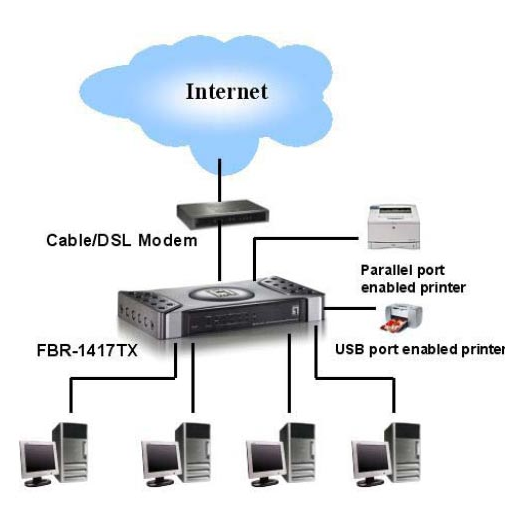 Internet
Cable/DSL Modem
Parallel port
enabled printer
FBR-1417TX
USB port enabled printer